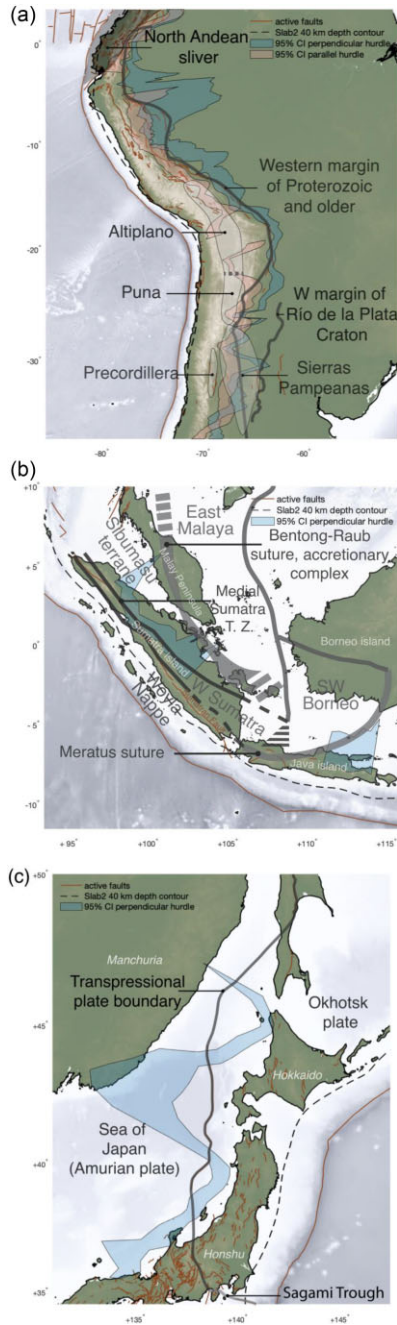 (a)
active faults
Slab2 40 km depth contour
95% CI perpendicular hurdle
95% CI parallel hurdle
North Andean
sliver
Western margin
of Proterozoic
and older
Altiplano
Puna
W margin of
Río de la Plata
Craton
Precordillera
Sierras
Pampeanas
0°
-10°
-20°
-30°
-80°
-70°
-60°
(b)
active faults
Slab2 40 km depth contour
95% CI perpendicular hurdle
East
Malaya
Sibumasu
terrane
Malay Peninsula
Bentong-Raub
suture, accretionary
complex
Medial
Sumatra
T. Z.
Borneo island
Sumatra island
W Sumatra
SW
Borneo
Woyla
Nappe
Meratus suture
Java island
+10°
+5°
0°
-5°
-10°
+95°
+100°
+105°
+110°
+115°
(c)
active faults
Slab2 40 km depth contour
95% CI perpendicular hurdle
Manchuria
Transpressional
plate boundary
Okhotsk
plate
Hokkaido
Sea of
Japan
(Amurian plate)
Honshu
Sagami Trough
+50°
+45°
+40°
+35°
+135°
+140°
+145°